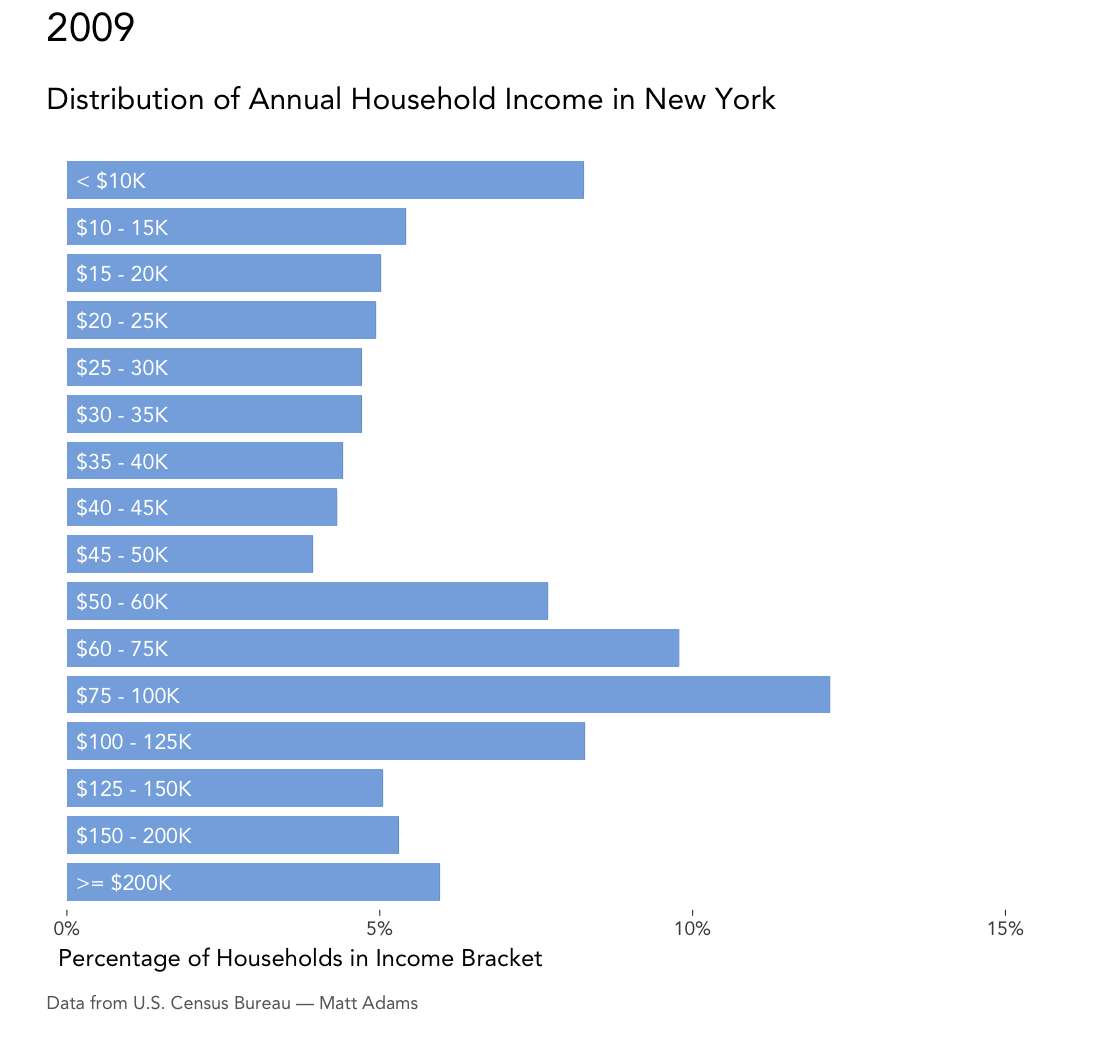 2009
Distribution of Annual Household Income in New York
< $10K
$10 - 15K
$15 - 20K
$20 - 25K
$25 - 30K
$30 - 35K
$35 - 40K
$40 - 45K
$45 - 50K
$50 - 60K
$60 - 75K
$75 - 100K
$100 - 125K
$125 - 150K
$150 - 200K
>= $200K
0% 5% 10% 15%
Percentage of Households in Income Bracket
Data from U.S. Census Bureau — Matt Adams